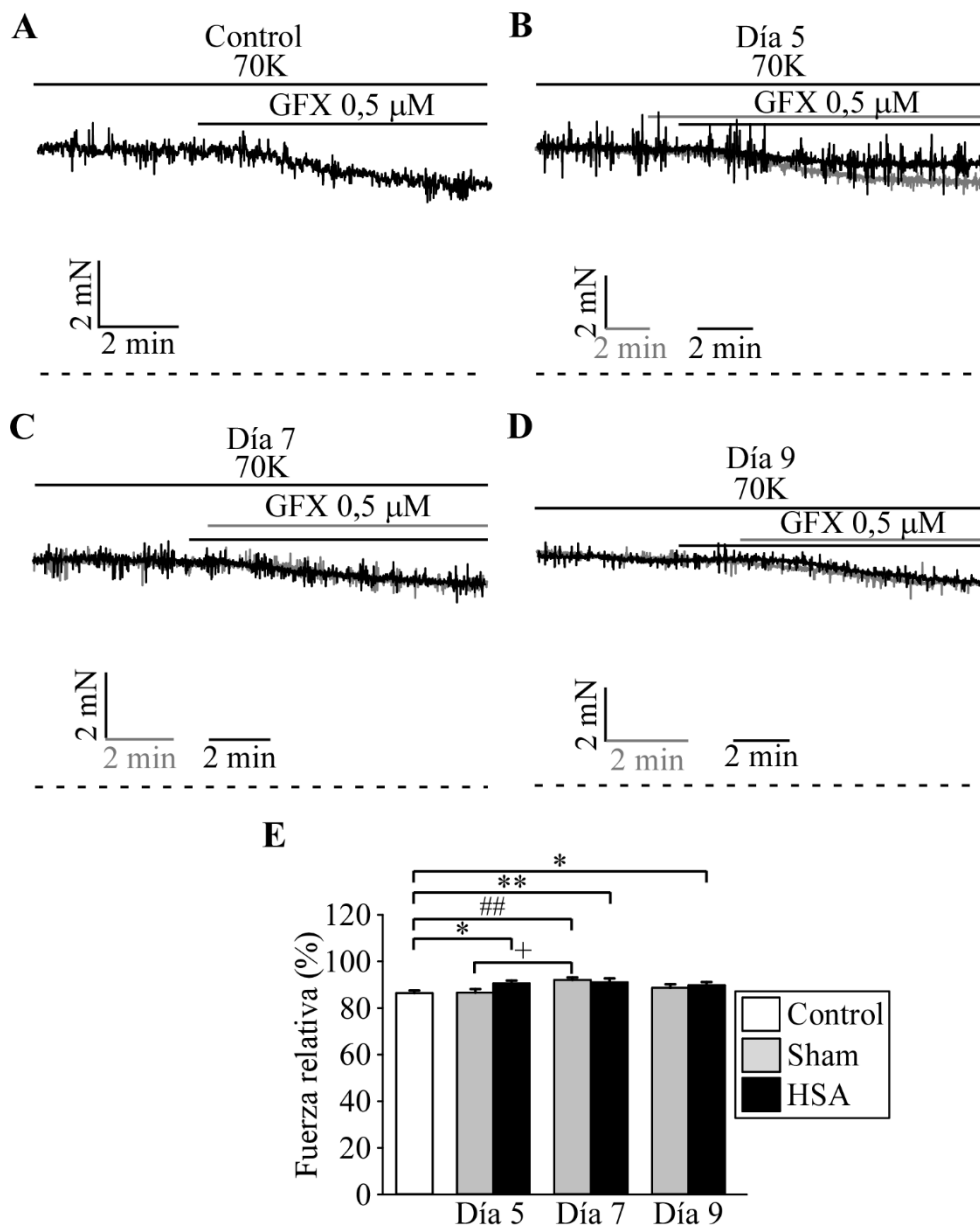 A
Control
70K
GFX 0,5 μM
2 mN
2 min
B
Día 5
70K
GFX 0,5 μM
2 mN
2 min
2 min
C
Día 7
70K
GFX 0,5 μM
2 mN
2 min
2 min
D
Día 9
70K
GFX 0,5 μM
2 mN
2 min
2 min
E
*
**
##
*
+
Fuerza relativa (%)
120
100
80
60
40
20
0
Día 5
Día 7
Día 9
Control
Sham
HSA